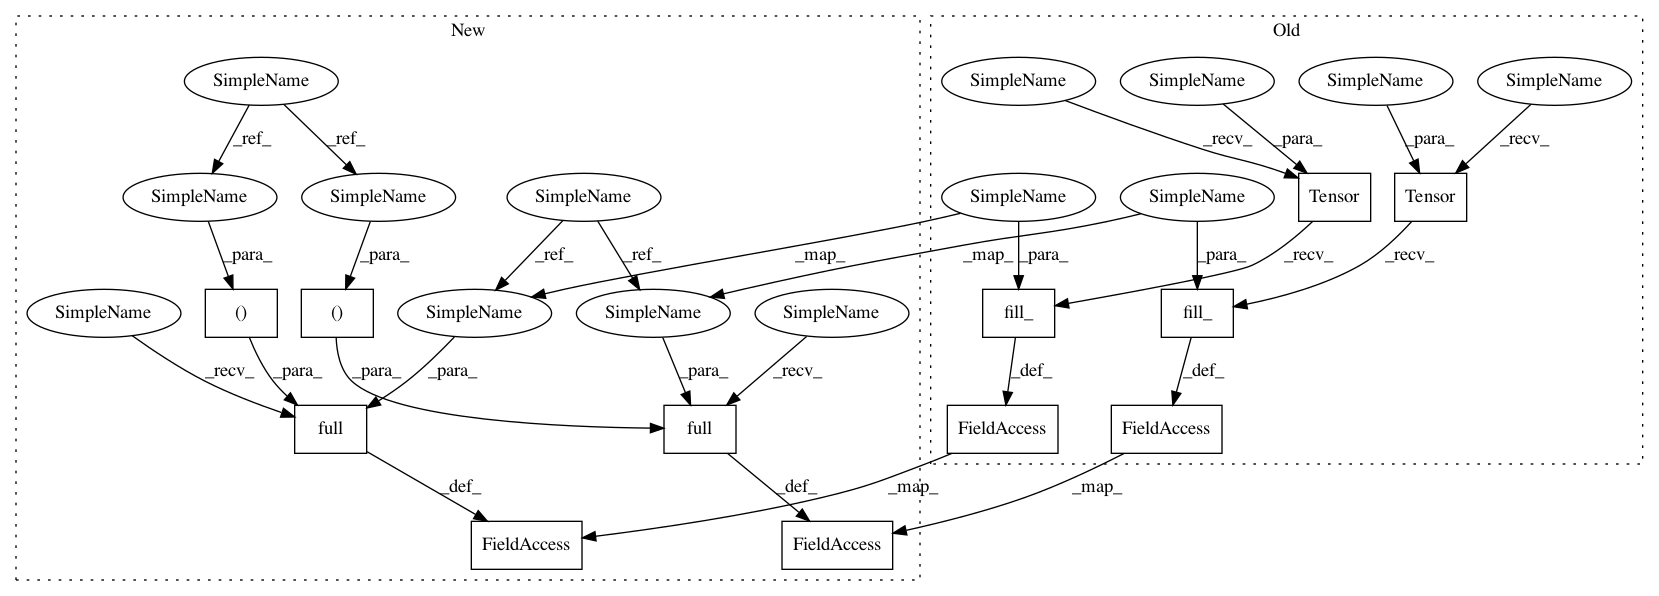 New
Old
SimpleName
SimpleName
SimpleName
SimpleName
SimpleName
_ref_
_ref_
_recv_
_para_
_para_
_recv_
SimpleName
SimpleName
SimpleName
SimpleName
SimpleName
Tensor
Tensor
_para_
_para_
_ref_
_ref_
_map_
_map_
_para_
_para_
_recv_
_recv_
SimpleName
()
()
SimpleName
SimpleName
SimpleName
fill_
fill_
_recv_
_para_
_para_
_para_
_para_
_recv_
_def_
_def_
full
full
FieldAccess
FieldAccess
_def_
_def_
_map_
_map_
FieldAccess
FieldAccess